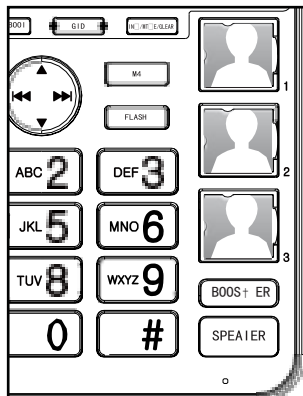 GID
M4
FLASH
1
ABC 2
DEF 3
2
JKL 5
MNO 6
3
TUV 8
WXYZ 9
BOOS† ER
0
#
SPEAIER